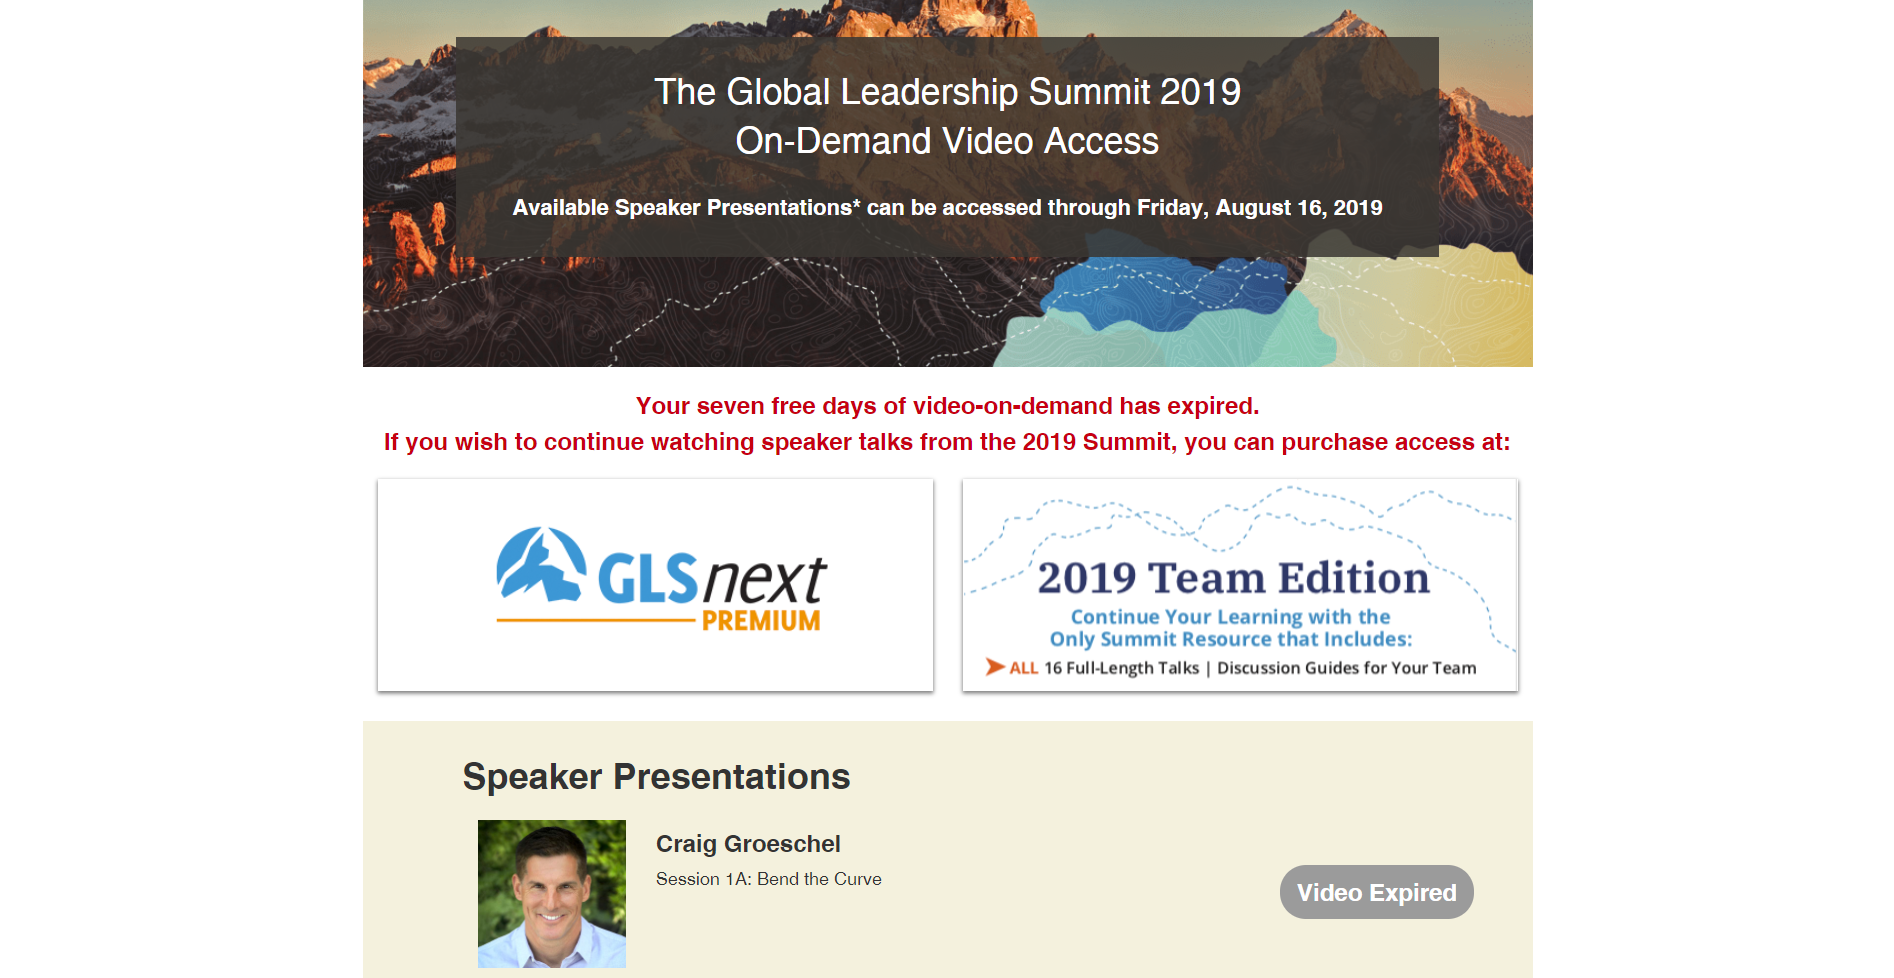 The Global Leadership Summit 2019
On-Demand Video Access
Available Speaker Presentations* can be accessed through Friday, August 16, 2019
Your seven free days of video-on-demand has expired.
If you wish to continue watching speaker talks from the 2019 Summit, you can purchase access at:
GLSnext
PREMIUM
2019 Team Edition
Continue Your Learning with the
Only Summit Resource that Includes:
ALL 16 Full-Length Talks | Discussion Guides for Your Team
Speaker Presentations
Craig Groeschel
Session 1A: Bend the Curve
Video Expired